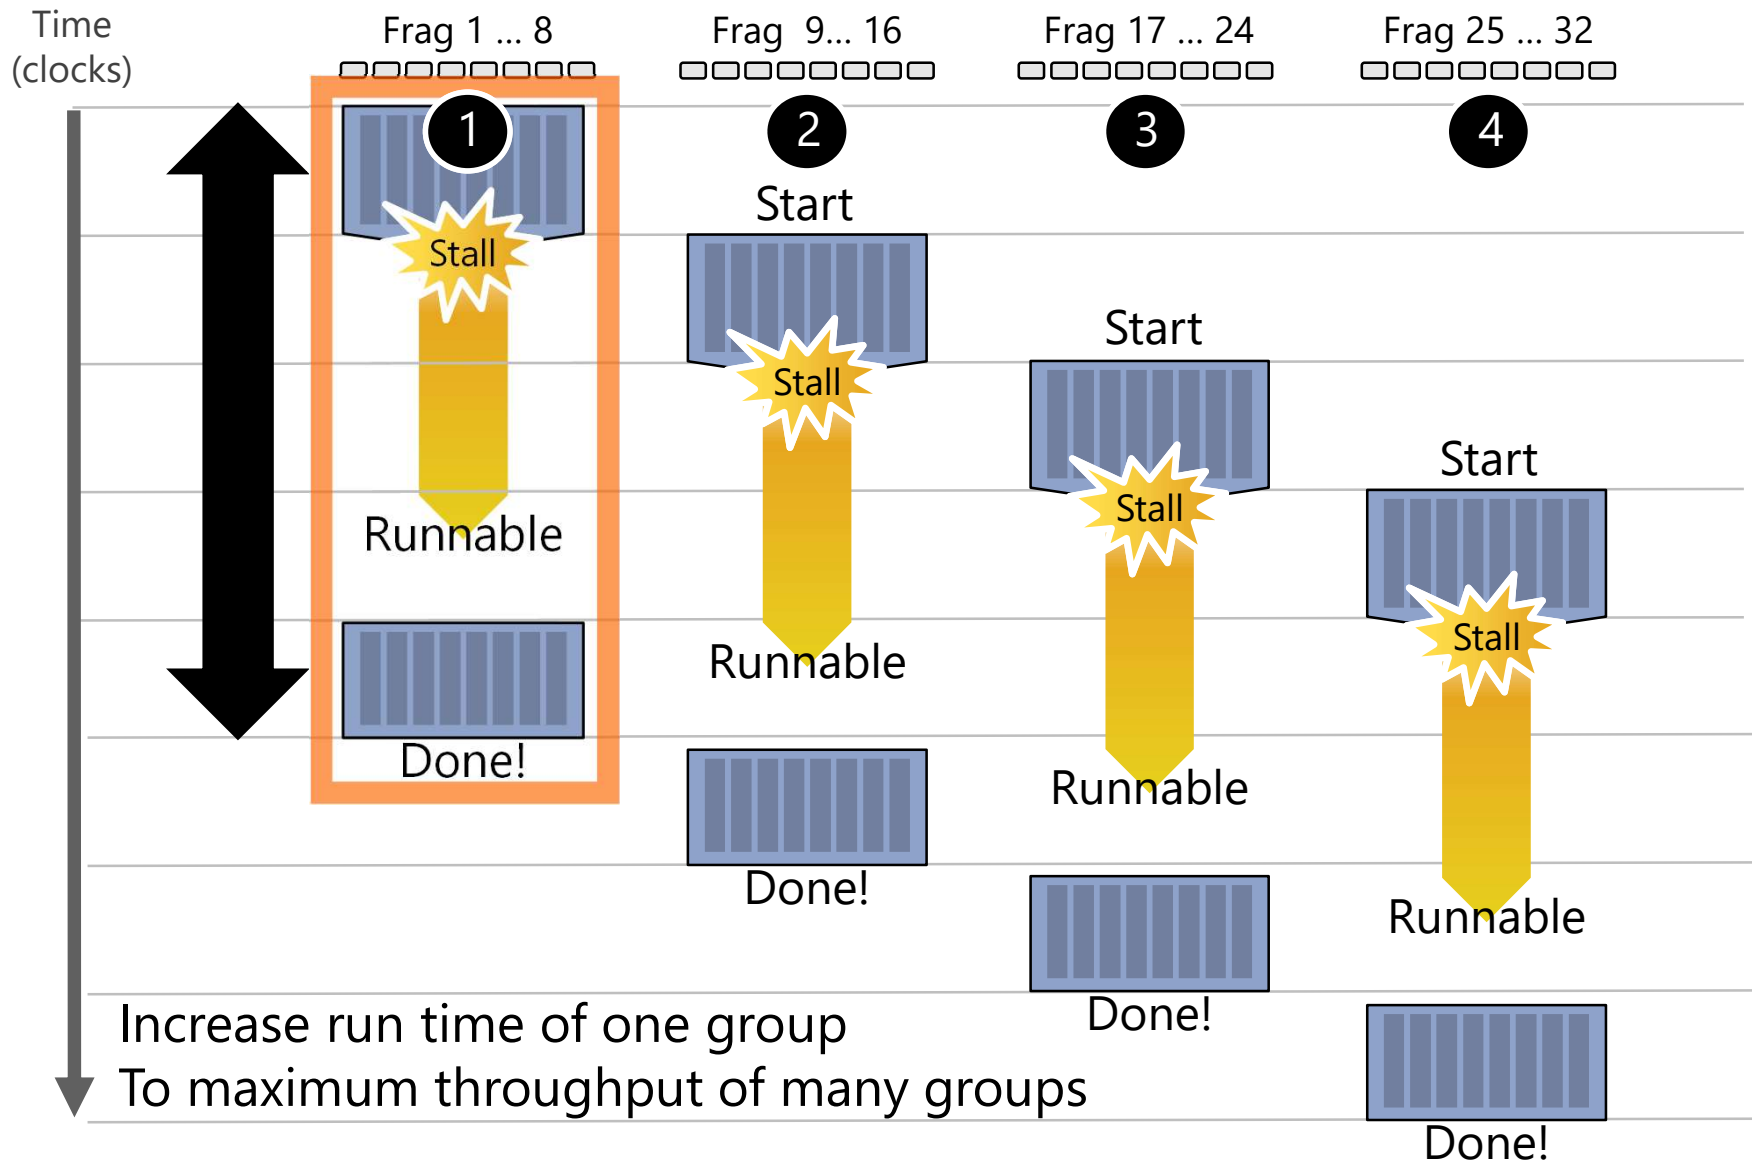 Time
(clocks)
Frag 1 ... 8
Frag 9... 16
Frag 17 ... 24
Frag 25 ... 32
1
2
3
4
Start
Stall
Start
Stall
Start
Runnable
Stall
Runnable
Stall
Done!
Runnable
Done!
Runnable
Done!
Increase run time of one group
To maximum throughput of many groups
Done!